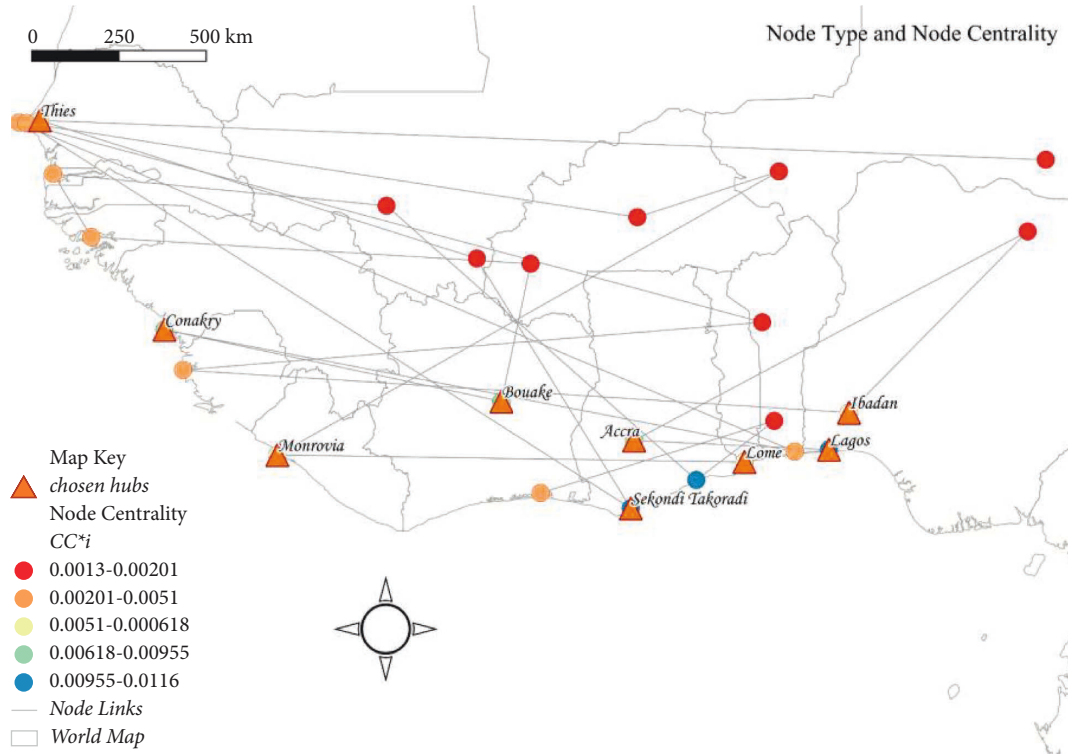 0 250 500 km
Node Type and Node Centrality
Thies
Conakry
Bouake
Ibadan
Accra
Lagos
Monrovia
Lome
Sekondi Takoradi
Map Key
chosen hubs
Node Centrality
CC*i
0.0013-0.00201
0.00201-0.0051
0.0051-0.000618
0.00618-0.00955
0.00955-0.0116
Node Links
World Map